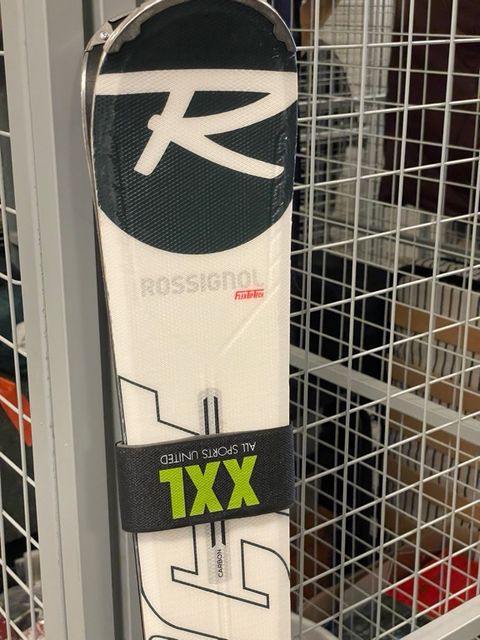 R
ROSSIGNOL
ALL SPORTS UNITED
XXL
CARBON